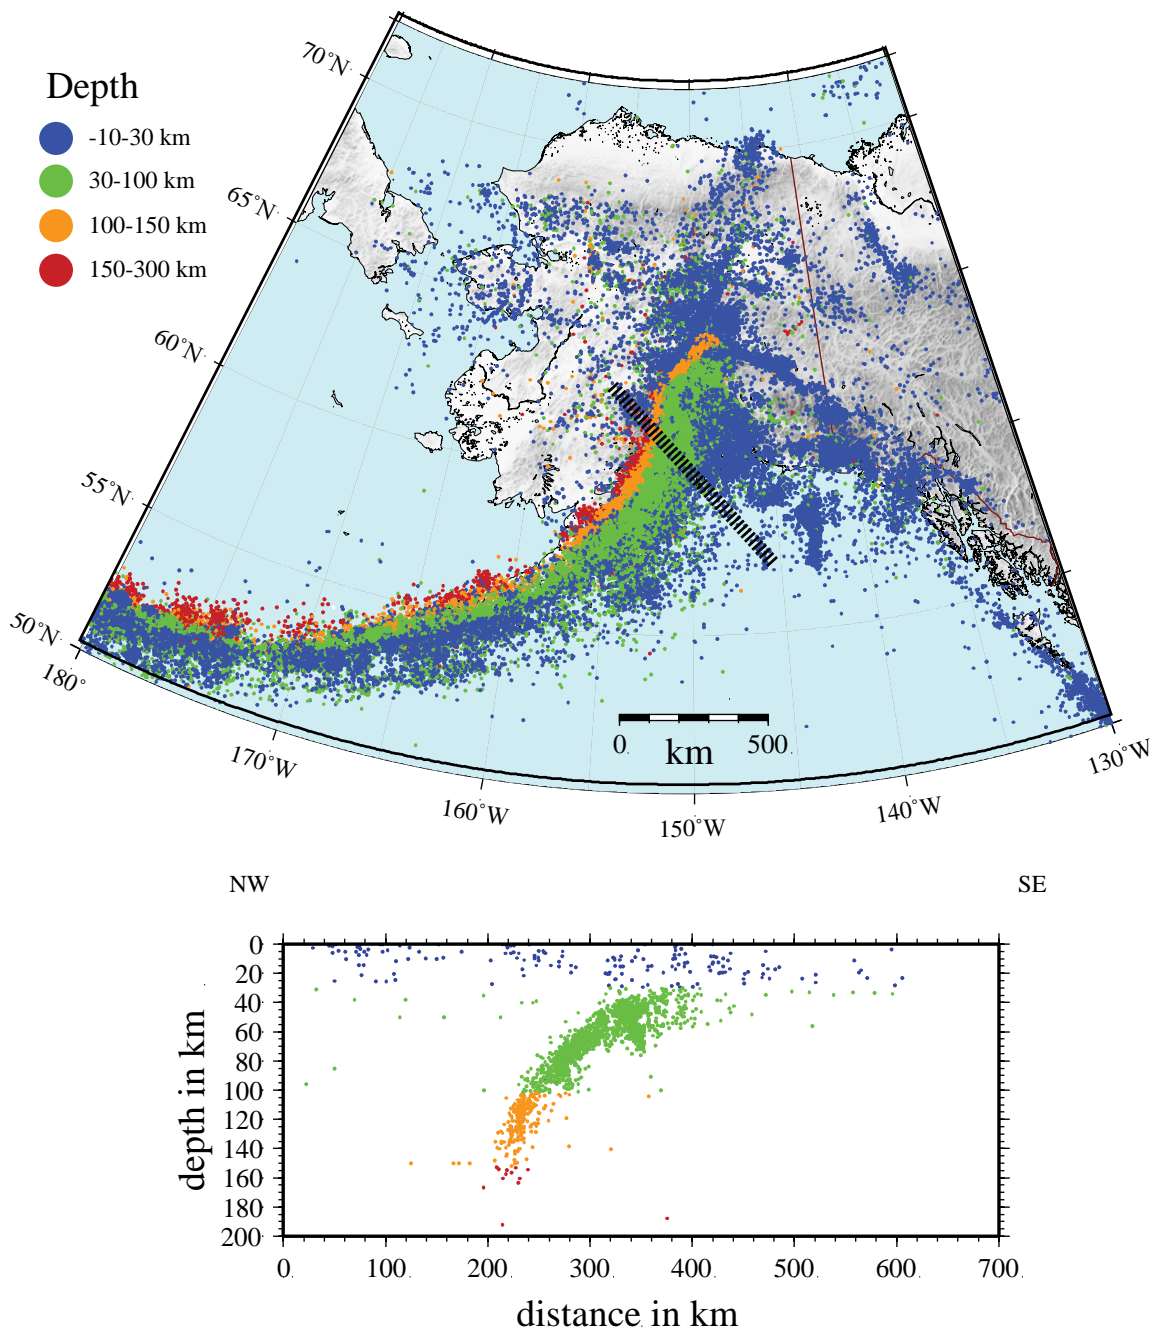 Depth
-10-30 km
30-100 km
100-150 km
150-300 km
70°N
65°N
60°N
55°N
50°N
180°
170°W
160°W
150°W
140°W
130°W
0 500
km
NW SE
0
20
40
60
80
100
120
140
160
180
200
depth in km
0 100 200 300 400 500 600 700
distance in km